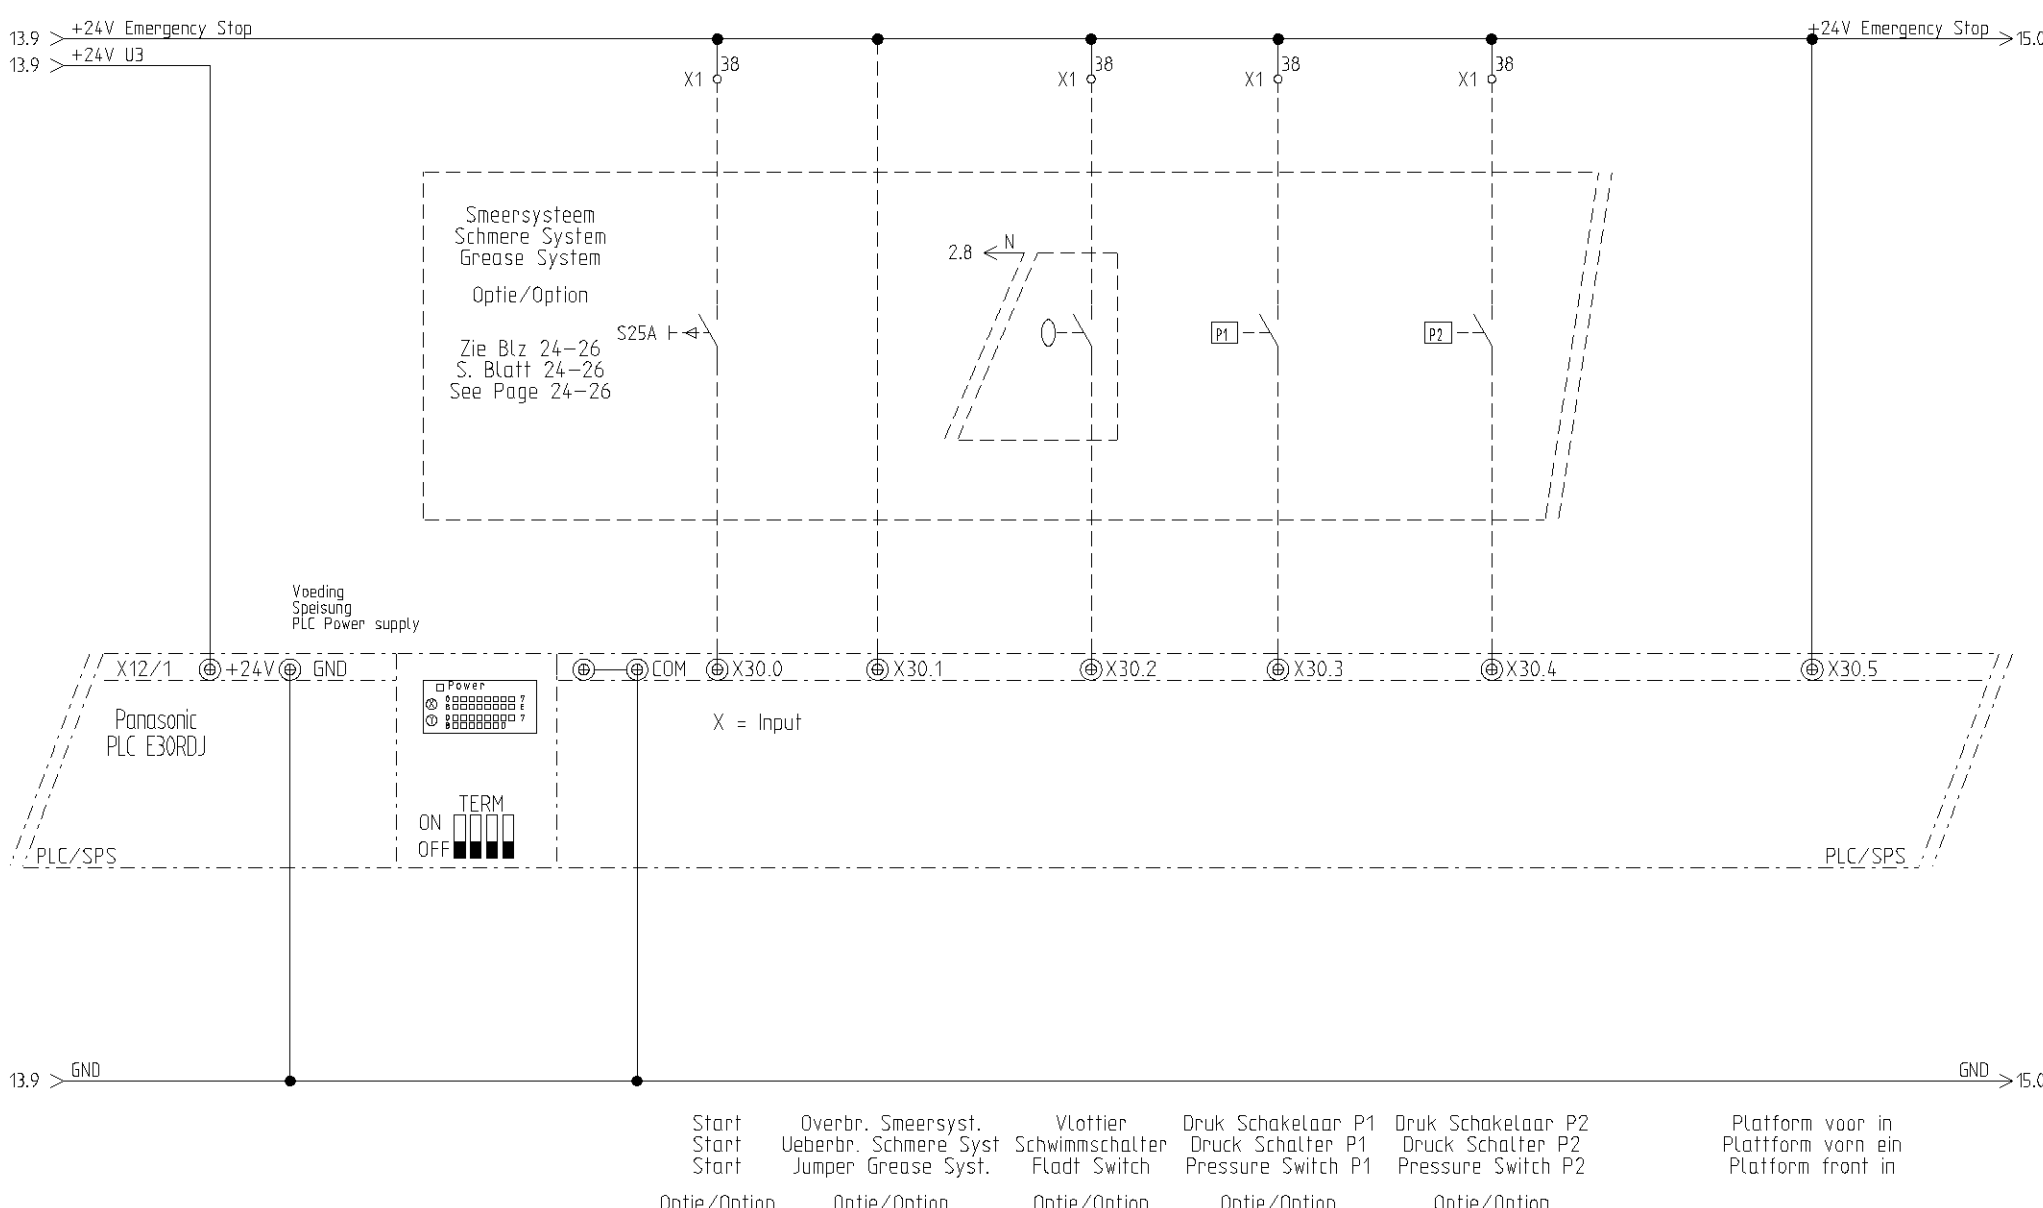 13.9 +24V Emergency Stop
+24V Emergency Stop 15.0
13.9 +24V U3
38
X1
38
X1
38
X1
38
X1
Smeersysteem
Schmere System
Grease System
Optie/Option
Zie Blz 24-26
S. Blatt 24-26
See Page 24-26
S25A
2.8 N
P1
P2
Voeding
Speisung
PLC Power supply
X12/1 +24V GND
COM X30.0 X30.1 X30.2 X30.3 X30.4 X30.5
Panasonic
PLC E30RDJ
Power
X 7
E
Y 7
X = Input
TERM
ON
OFF
PLC/SPS
PLC/SPS
13.9 GND
GND 15.0
Start
Start
Start
Optie/Option
Overbr. Smeersyst.
Ueberbr. Schmere Syst
Jumper Grease Syst.
Optie/Option
Vlottier
Schwimmschalter
Fladt Switch
Optie/Option
Druk Schakelaar P1
Druck Schalter P1
Pressure Switch P1
Optie/Option
Druk Schakelaar P2
Druck Schalter P2
Pressure Switch P2
Optie/Option
Platform voor in
Plattform vorn ein
Platform front in